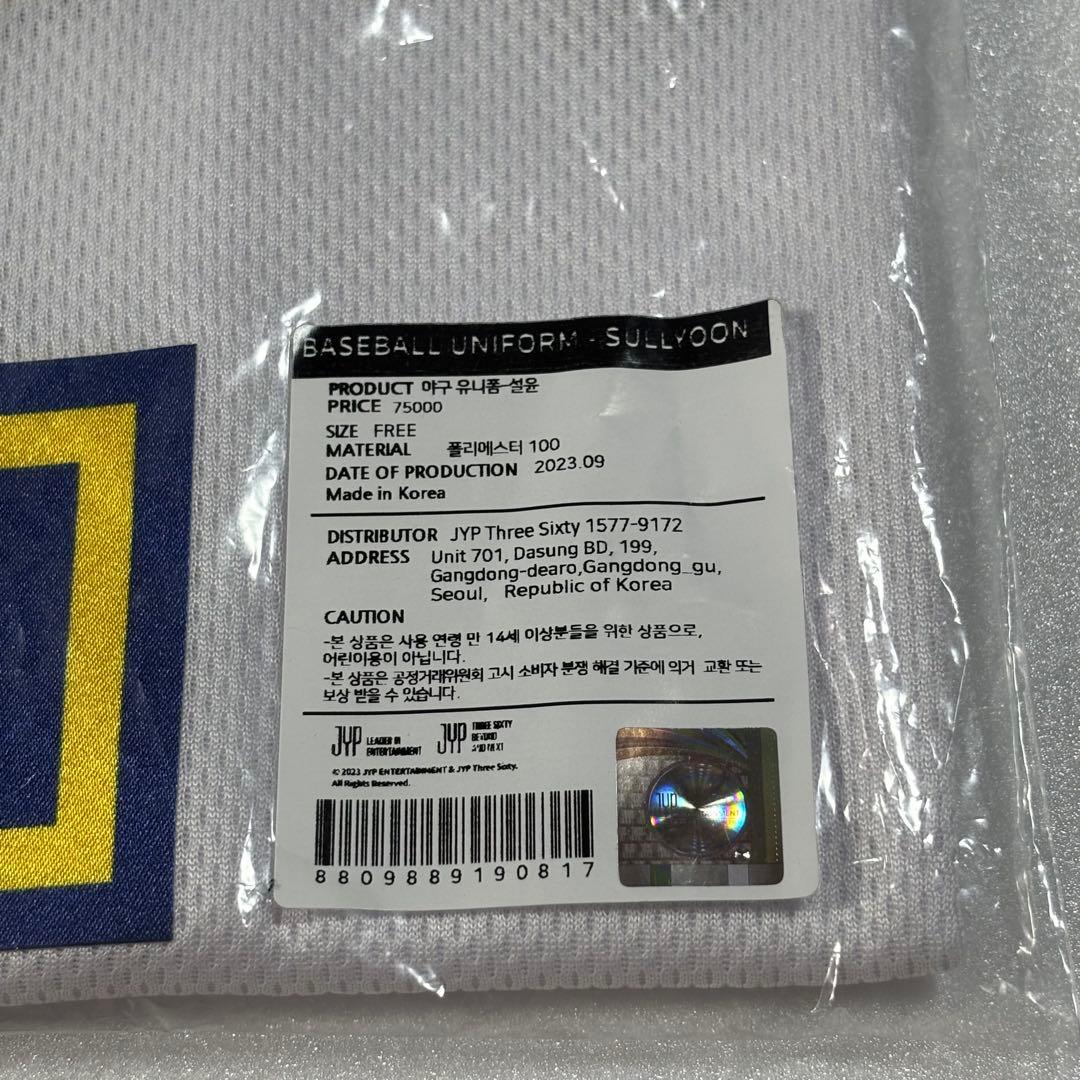 BASEBALL UNIFORM - SULLYOON
PRODUCT 야구 유니폼-설윤
PRICE 75000
SIZE FREE
MATERIAL 폴리에스터 100
DATE OF PRODUCTION 2023.09
Made in Korea
DISTRIBUTOR JYP Three Sixty 1577-9172
ADDRESS Unit 701, Dasung BD, 199,
Gangdong-dearo,Gangdong_gu,
Seoul, Republic of Korea
CAUTION
-본 상품은 사용 연령 만 14세 이상분들을 위한 상품으로,
어린이용이 아닙니다.
-본 상품은 공정거래위원회 고시 소비자 분쟁 해결 기준에 의거 교환 또는
보상 받을 수 있습니다.
JYP LEADER IN
ENTERTAINMENT
JYP THREE SIXTY
BEYOND
AND NEXT
© 2023 JYP ENTERTAINMENT & JYP Three Sixty.
All Rights Reserved.
8809889190817
JYP